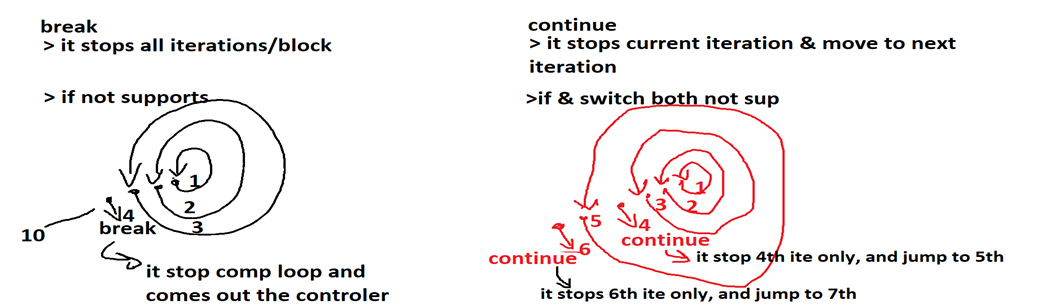 break
> it stops all iterations/block
> if not supports
1
2
3
4
break
10
it stop comp loop and
comes out the controler
continue
> it stops current iteration & move to next
iteration
>if & switch both not sup
1
2
3
4
continue
5
6
continue
it stop 4th ite only, and jump to 5th
it stops 6th ite only, and jump to 7th